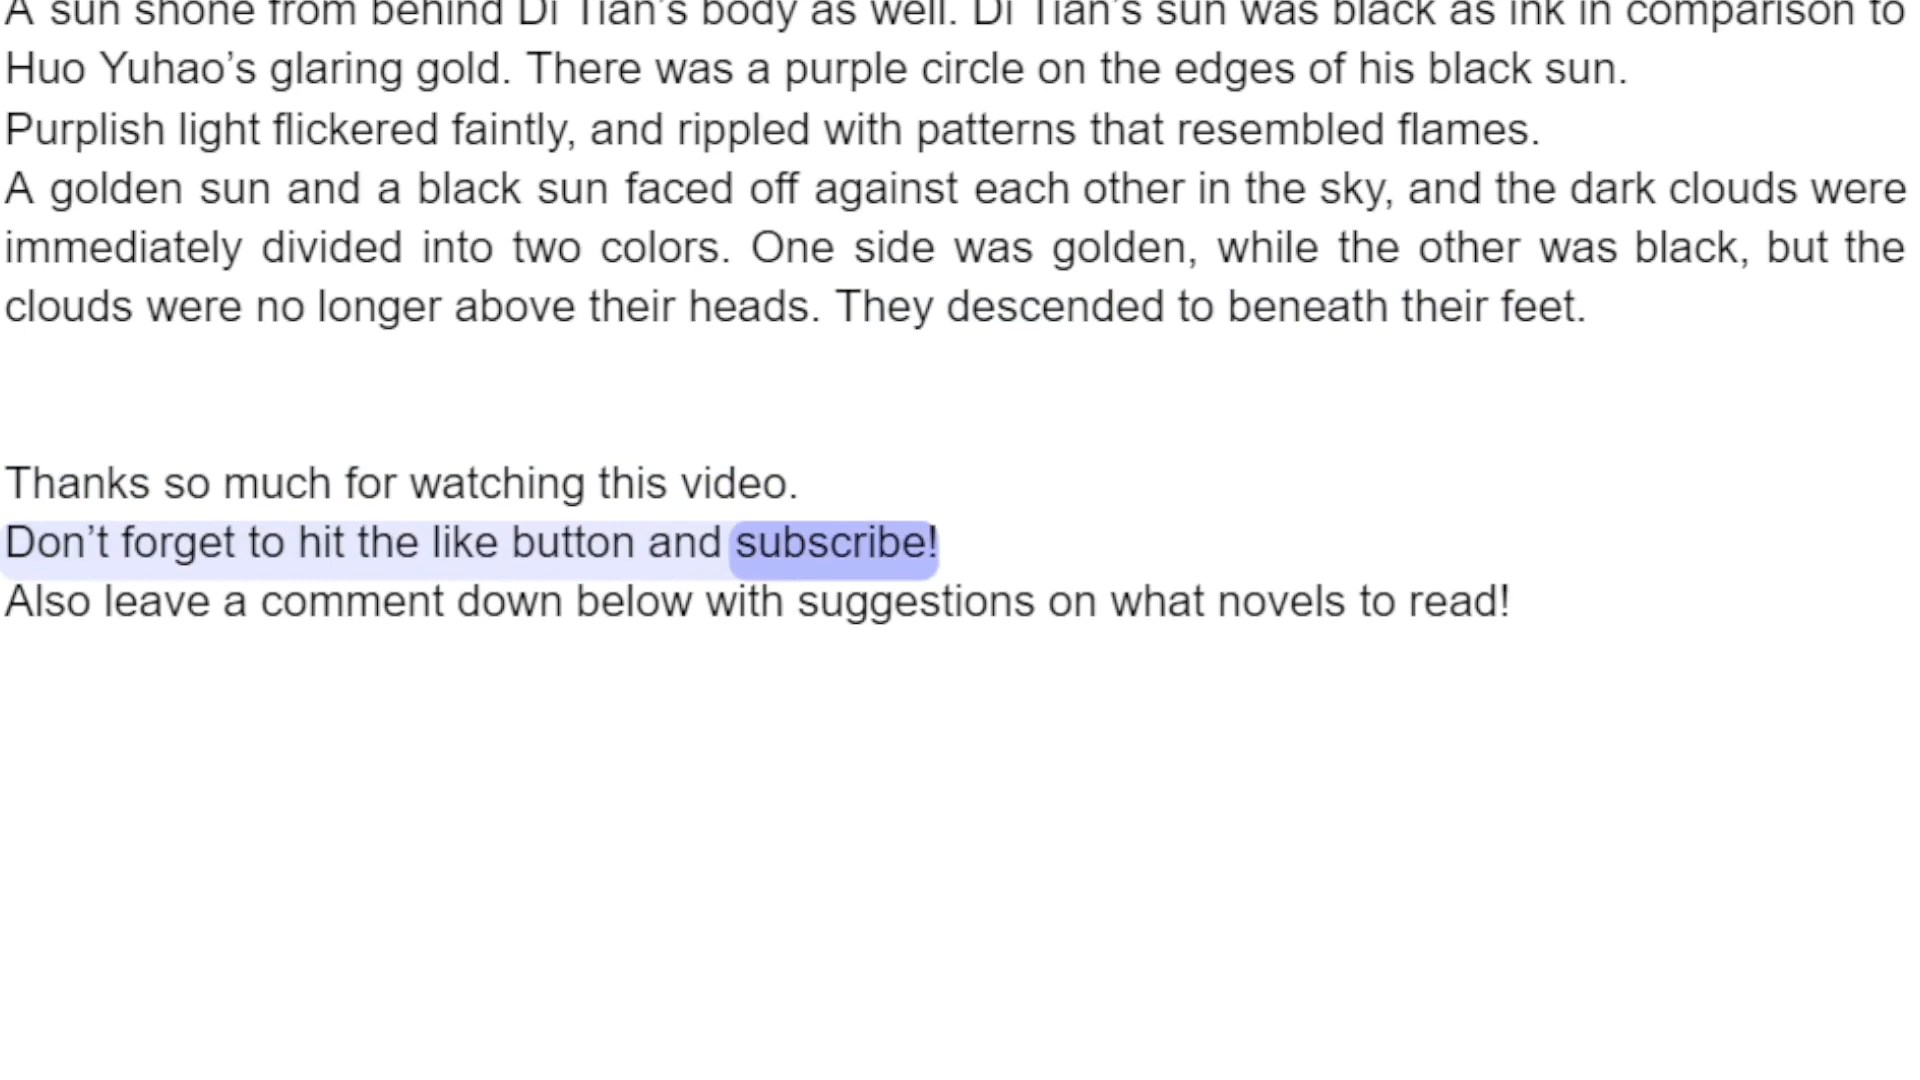 A sun shone from behind Di Tian’s body as well. Di Tian’s sun was black as ink in comparison to
Huo Yuhao’s glaring gold. There was a purple circle on the edges of his black sun.
Purplish light flickered faintly, and rippled with patterns that resembled flames.
A golden sun and a black sun faced off against each other in the sky, and the dark clouds were
immediately divided into two colors. One side was golden, while the other was black, but the
clouds were no longer above their heads. They descended to beneath their feet.
Thanks so much for watching this video.
Don’t forget to hit the like button and subscribe!
Also leave a comment down below with suggestions on what novels to read!